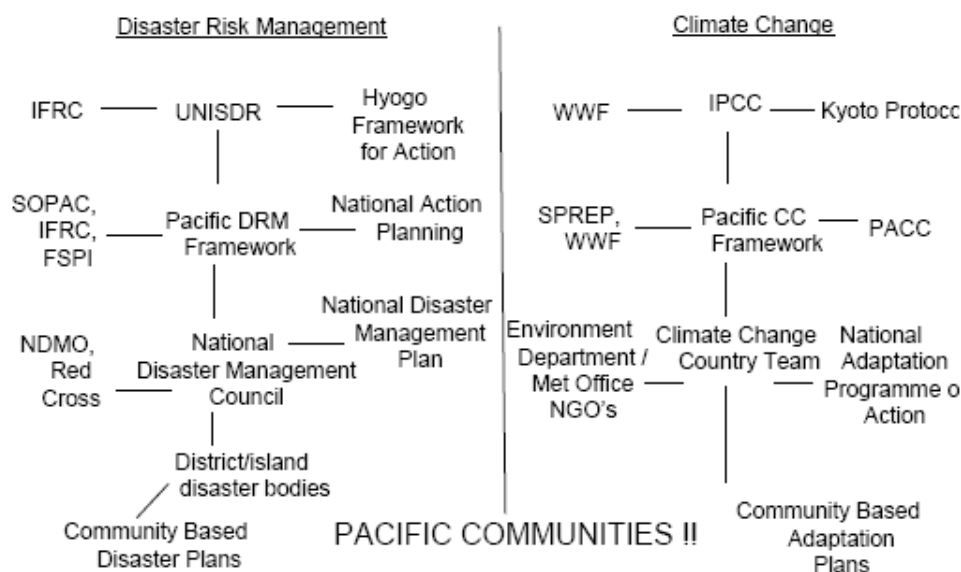 Disaster Risk Management
Climate Change
IFRC
UNISDR
Hyogo
Framework
for Action
WWF
IPCC
Kyoto Protocc
SOPAC,
IFRC,
FSPI
Pacific DRM
Framework
National Action
Planning
SPREP,
WWF
Pacific CC
Framework
PACC
NDMO,
Red
Cross
National
Disaster Management
Council
National Disaster
Management
Plan
Environment
Department /
Met Office
NGO's
Climate Change
Country Team
National
Adaptation
Programme o
Action
District/island
disaster bodies
Community Based
Disaster Plans
PACIFIC COMMUNITIES !!
Community Based
Adaptation
Plans